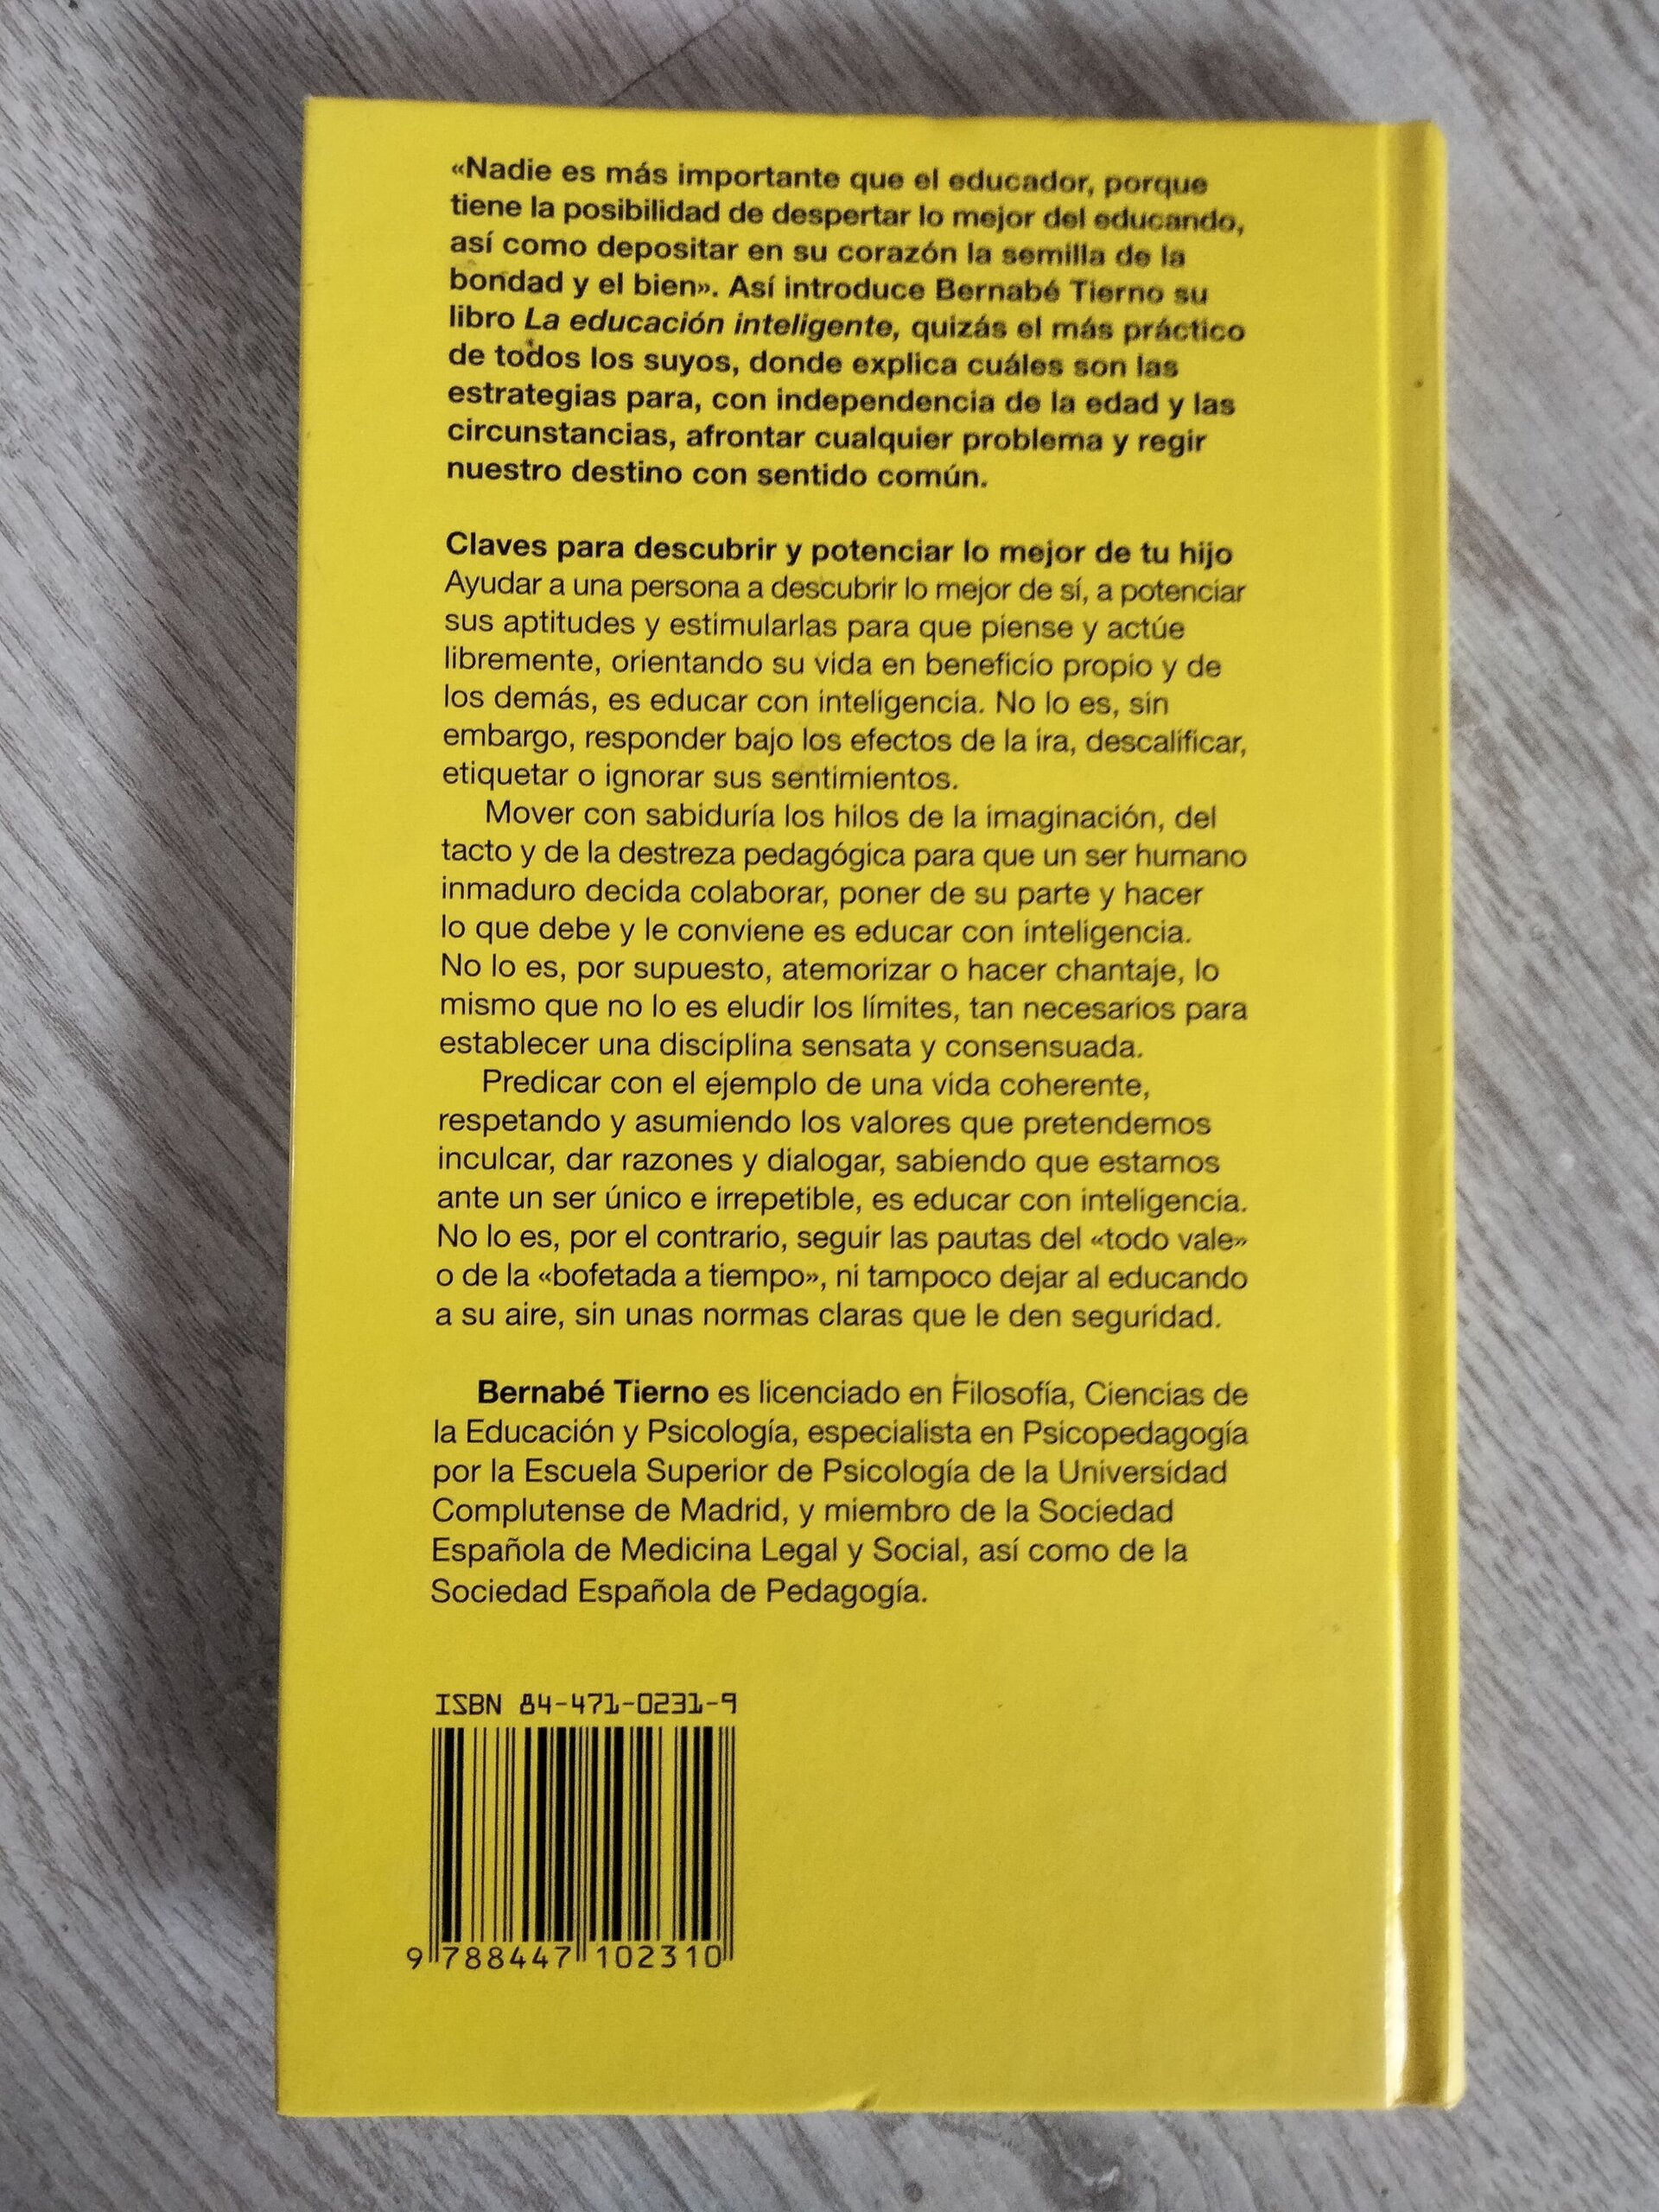 «Nadie es más importante que el educador, porque
tiene la posibilidad de despertar lo mejor del educando,
así como depositar en su corazón la semilla de la
bondad y el bien». Así introduce Bernabé Tierno su
libro La educación inteligente, quizás el más práctico
de todos los suyos, donde explica cuáles son las
estrategias para, con independencia de la edad y las
circunstancias, afrontar cualquier problema y regir
nuestro destino con sentido común.
Claves para descubrir y potenciar lo mejor de tu hijo
Ayudar a una persona a descubrir lo mejor de sí, a potenciar
sus aptitudes y estimularlas para que piense y actúe
libremente, orientando su vida en beneficio propio y de
los demás, es educar con inteligencia. No lo es, sin
embargo, responder bajo los efectos de la ira, descalificar,
etiquetar o ignorar sus sentimientos.
Mover con sabiduría los hilos de la imaginación, del
tacto y de la destreza pedagógica para que un ser humano
inmaduro decida colaborar, poner de su parte y hacer
lo que debe y le conviene es educar con inteligencia.
No lo es, por supuesto, atemorizar o hacer chantaje, lo
mismo que no lo es eludir los límites, tan necesarios para
establecer una disciplina sensata y consensuada.
Predicar con el ejemplo de una vida coherente,
respetando y asumiendo los valores que pretendemos
inculcar, dar razones y dialogar, sabiendo que estamos
ante un ser único e irrepetible, es educar con inteligencia.
No lo es, por el contrario, seguir las pautas del «todo vale»
o de la «bofetada a tiempo», ni tampoco dejar al educando
a su aire, sin unas normas claras que le den seguridad.
Bernabé Tierno es licenciado en Filosofía, Ciencias de
la Educación y Psicología, especialista en Psicopedagogía
por la Escuela Superior de Psicología de la Universidad
Complutense de Madrid, y miembro de la Sociedad
Española de Medicina Legal y Social, así como de la
Sociedad Española de Pedagogía.
ISBN 84-471-0231-9
9 788447 102310